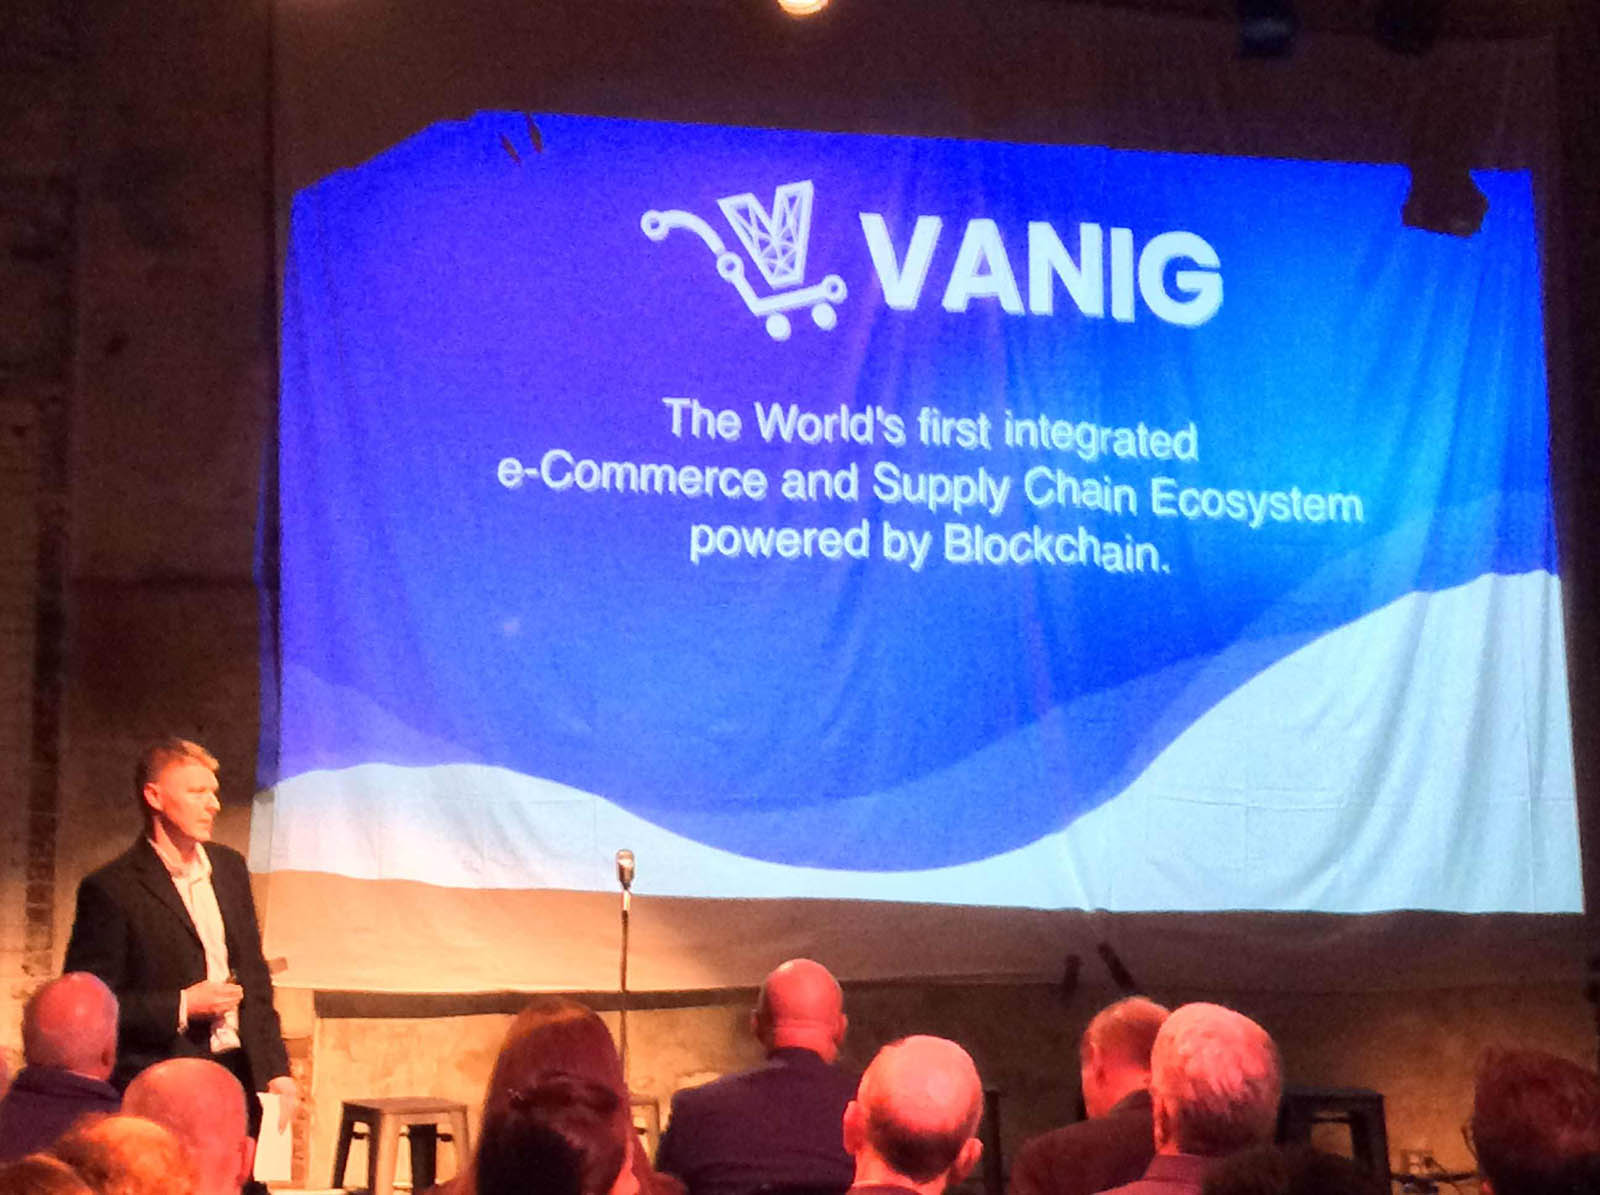 VANIG
The World's first integrated
e-Commerce and Supply Chain Ecosystem
powered by Blockchain.